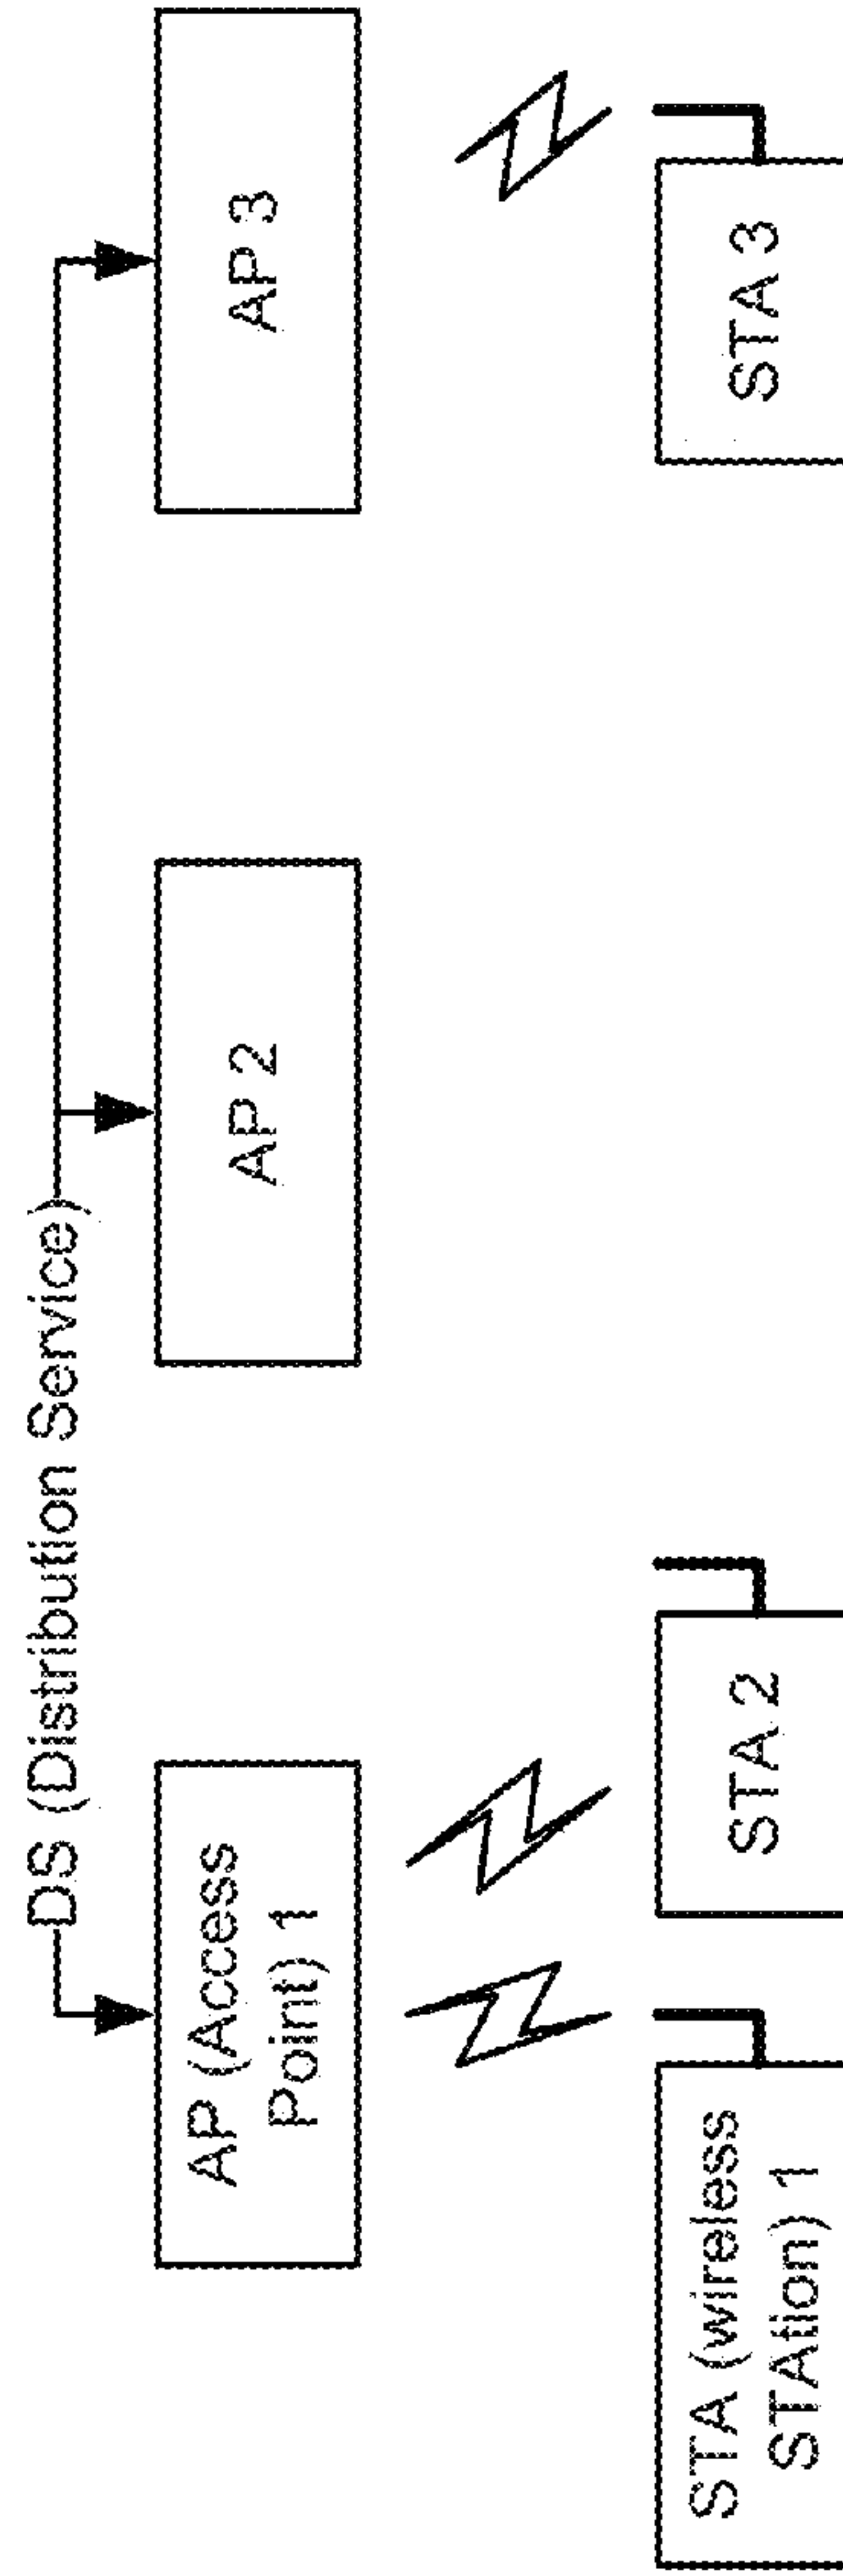 DS (Distribution Service)
AP (Access
Point) 1
AP 2
AP 3
STA (wireless
STAtion) 1
STA 2
STA 3